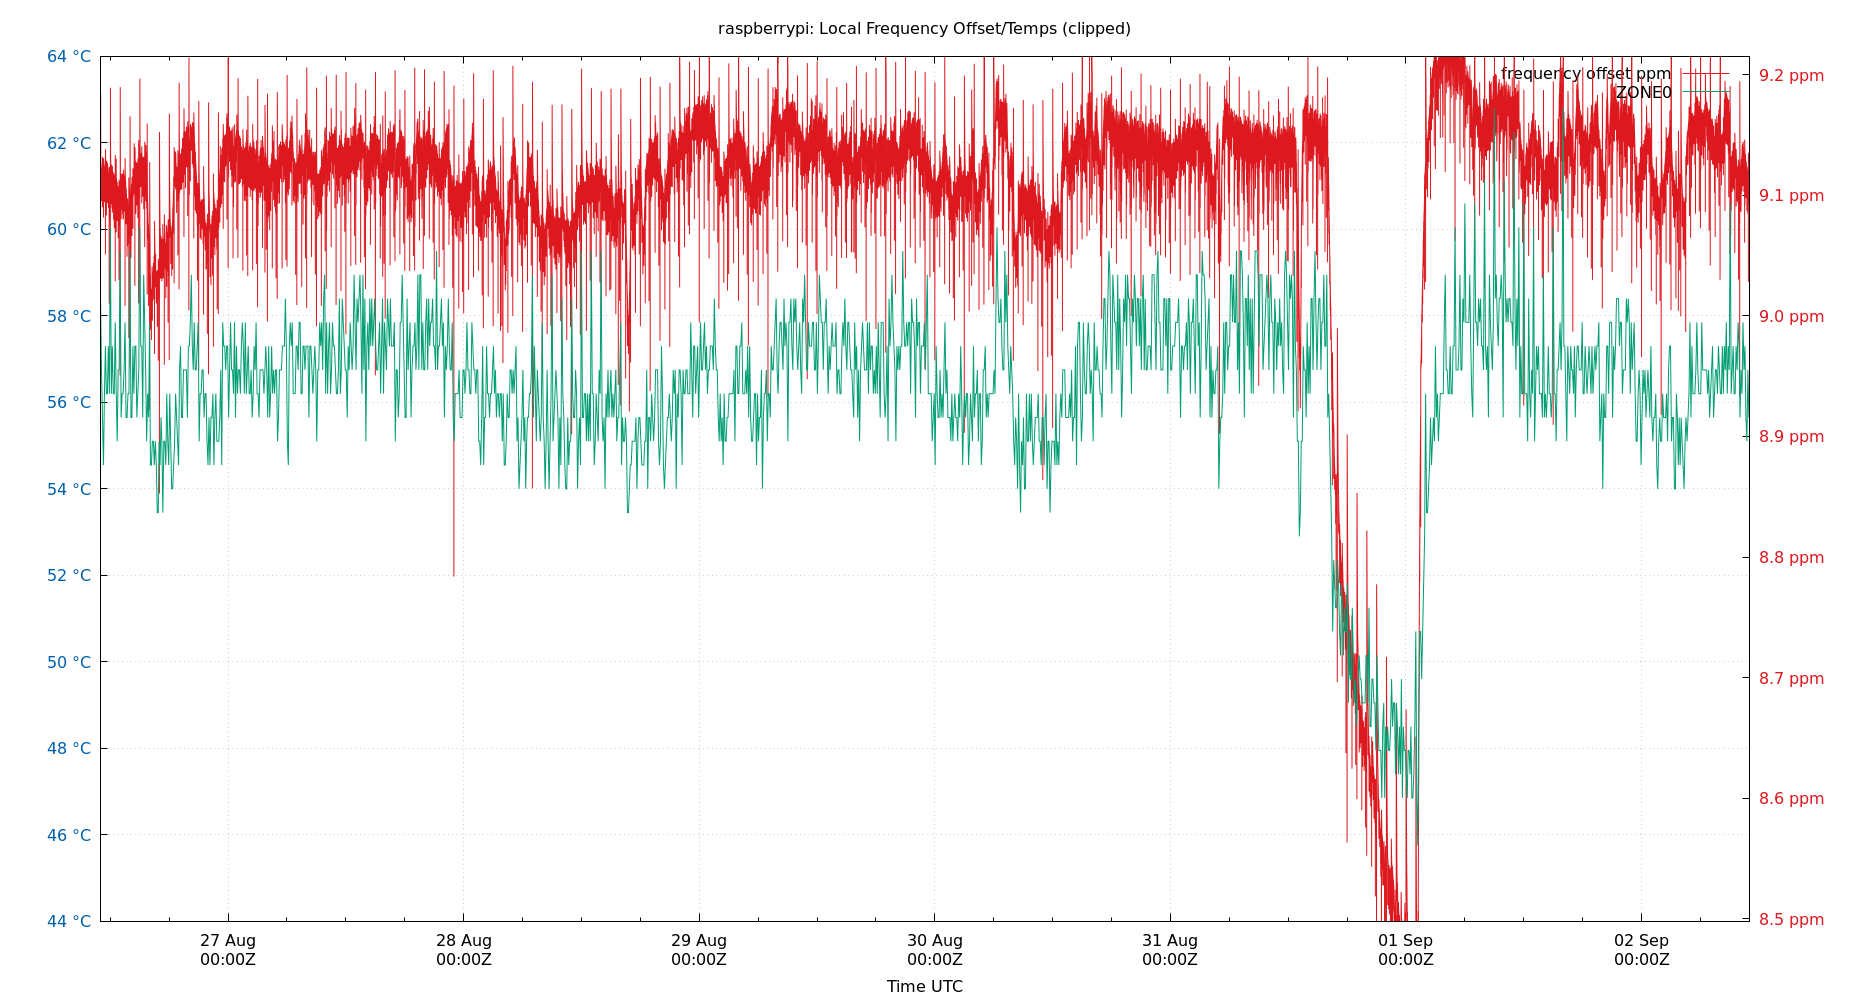 raspberrypi: Local Frequency Offset/Temps (clipped)
64 °C
62 °C
60 °C
58 °C
56 °C
54 °C
52 °C
50 °C
48 °C
46 °C
44 °C
frequency offset ppm
ZONE0
9.2 ppm
9.1 ppm
9.0 ppm
8.9 ppm
8.8 ppm
8.7 ppm
8.6 ppm
8.5 ppm
27 Aug
00:00Z
28 Aug
00:00Z
29 Aug
00:00Z
30 Aug
00:00Z
31 Aug
00:00Z
01 Sep
00:00Z
02 Sep
00:00Z
Time UTC